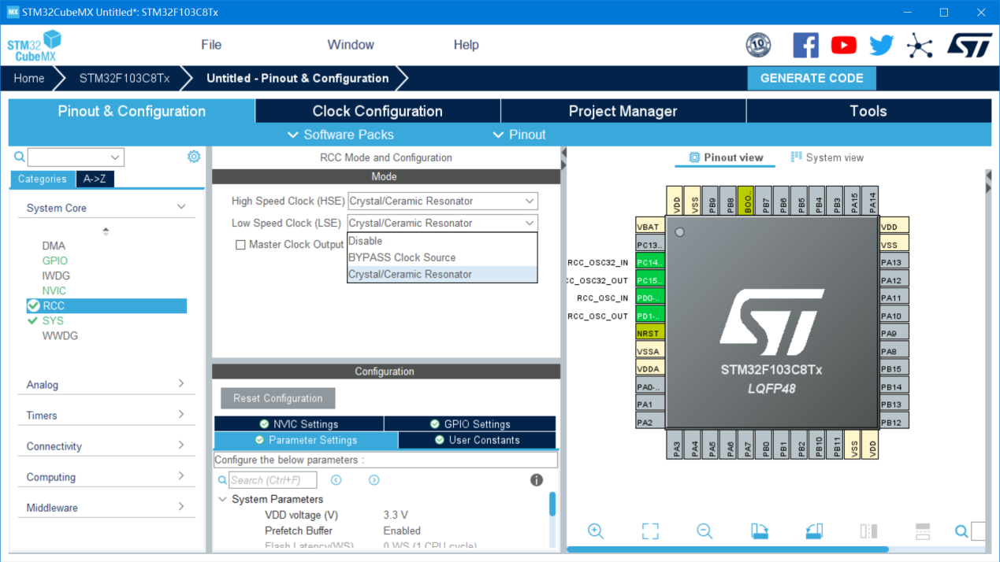 MX STM32CubeMX Untitled*: STM32F103C8Tx
STM32 CubeMX
File Window Help
10
Home STM32F103C8Tx Untitled - Pinout & Configuration GENERATE CODE
Pinout & Configuration Clock Configuration Project Manager Tools
Software Packs Pinout
Categories A->Z
System Core
DMA
GPIO
IWDG
NVIC
RCC
SYS
WWDG
Analog
Timers
Connectivity
Computing
Middleware
RCC Mode and Configuration
Mode
High Speed Clock (HSE) Crystal/Ceramic Resonator
Low Speed Clock (LSE) Crystal/Ceramic Resonator
Master Clock Output
Disable
BYPASS Clock Source
Crystal/Ceramic Resonator
Configuration
Reset Configuration
NVIC Settings GPIO Settings
Parameter Settings User Constants
Configure the below parameters :
Search (Ctrl+F)
System Parameters
VDD voltage (V) 3.3 V
Prefetch Buffer Enabled
Flash Latency(WS) 0 WS (1 CPU cycle)
Pinout view System view
VDD VSS PB9 PB8 BOO.. PB7 PB6 PB5 PB4 PB3 PA15 PA14
VBAT VDD
PC13.. VSS
RCC_OSC32_IN PC14.. PA13
CC_OSC32_OUT PC15.. PA12
RCC_OSC_IN PD0-.. PA11
RCC_OSC_OUT PD1-.. PA10
NRST PA9
VSSA PA8
VDDA PB15
PA0-.. PB14
PA1 PB13
PA2 PB12
STM32F103C8Tx
LQFP48
PA3 PA4 PA5 PA6 PA7 PB0 PB1 PB2 PB10 PB11 VSS VDD